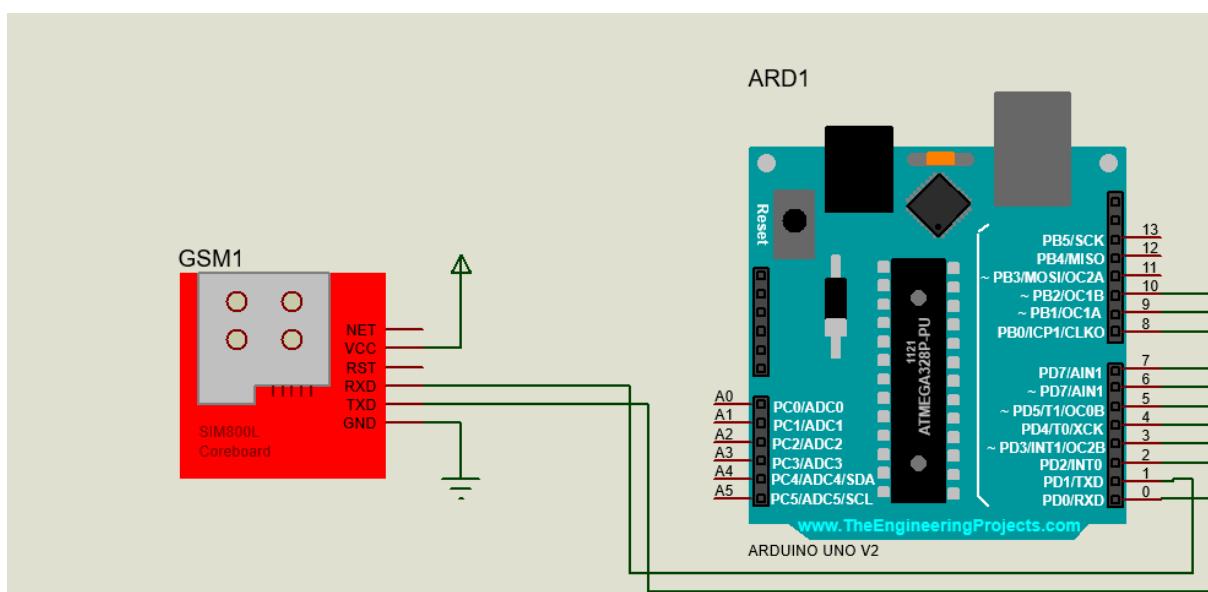 ARD1
GSM1
NET
VCC
RST
RXD
TXD
GND
SIM800L
Coreboard
Reset
1121
ATMEGA328P-PU
PB5/SCK 13
PB4/MISO 12
~ PB3/MOSI/OC2A 11
~ PB2/OC1B 10
~ PB1/OC1A 9
PB0/ICP1/CLKO 8
PD7/AIN1 7
~ PD7/AIN1 6
~ PD5/T1/OC0B 5
PD4/T0/XCK 4
~ PD3/INT1/OC2B 3
PD2/INT0 2
PD1/TXD 1
PD0/RXD 0
A0 PC0/ADC0
A1 PC1/ADC1
A2 PC2/ADC2
A3 PC3/ADC3
A4 PC4/ADC4/SDA
A5 PC5/ADC5/SCL
www.TheEngineeringProjects.com
ARDUINO UNO V2